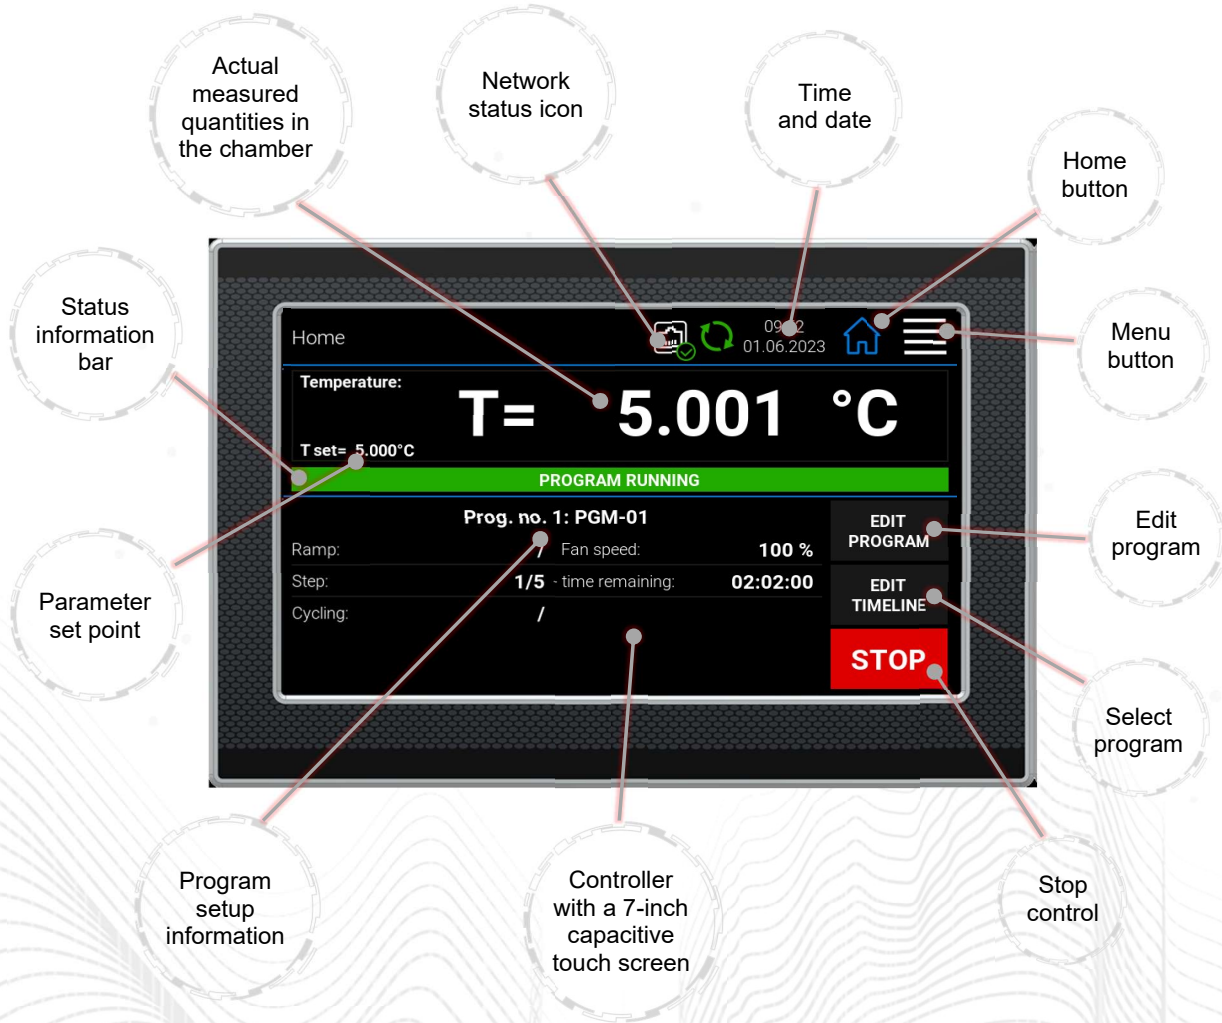 Actual
measured
quantities in
the chamber
Network
status icon
Time
and date
Home
button
Status
information
bar
Menu
button
Home
01.06.2023
Temperature:
T= 5.001 °C
T set= 5.000°C
PROGRAM RUNNING
Prog. no. 1: PGM-01
Ramp: / Fan speed: 100 %
Step: 1/5 - time remaining: 02:02:00
Cycling: /
EDIT
PROGRAM
EDIT
TIMELINE
STOP
Edit
program
Parameter
set point
Select
program
Program
setup
information
Controller
with a 7-inch
capacitive
touch screen
Stop
control